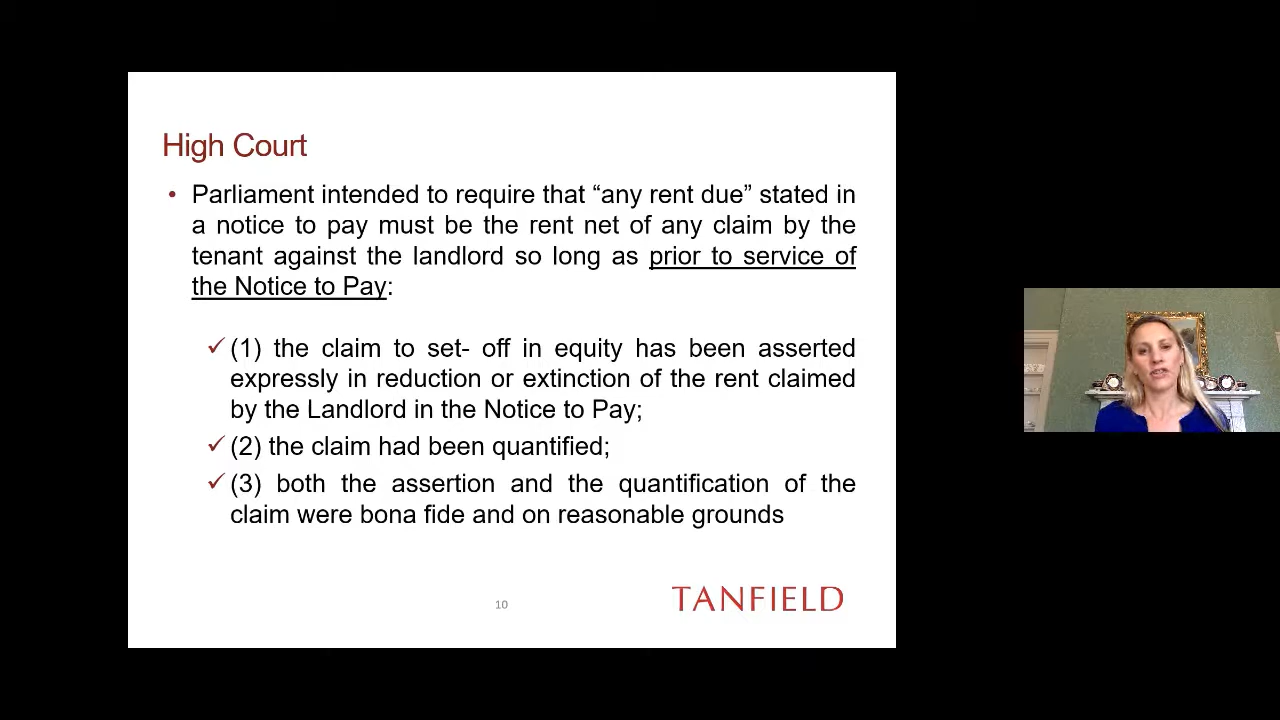 High Court
• Parliament intended to require that “any rent due” stated in
a notice to pay must be the rent net of any claim by the
tenant against the landlord so long as prior to service of
the Notice to Pay:
✓ (1) the claim to set- off in equity has been asserted
expressly in reduction or extinction of the rent claimed
by the Landlord in the Notice to Pay;
✓ (2) the claim had been quantified;
✓ (3) both the assertion and the quantification of the
claim were bona fide and on reasonable grounds
10
TANFIELD